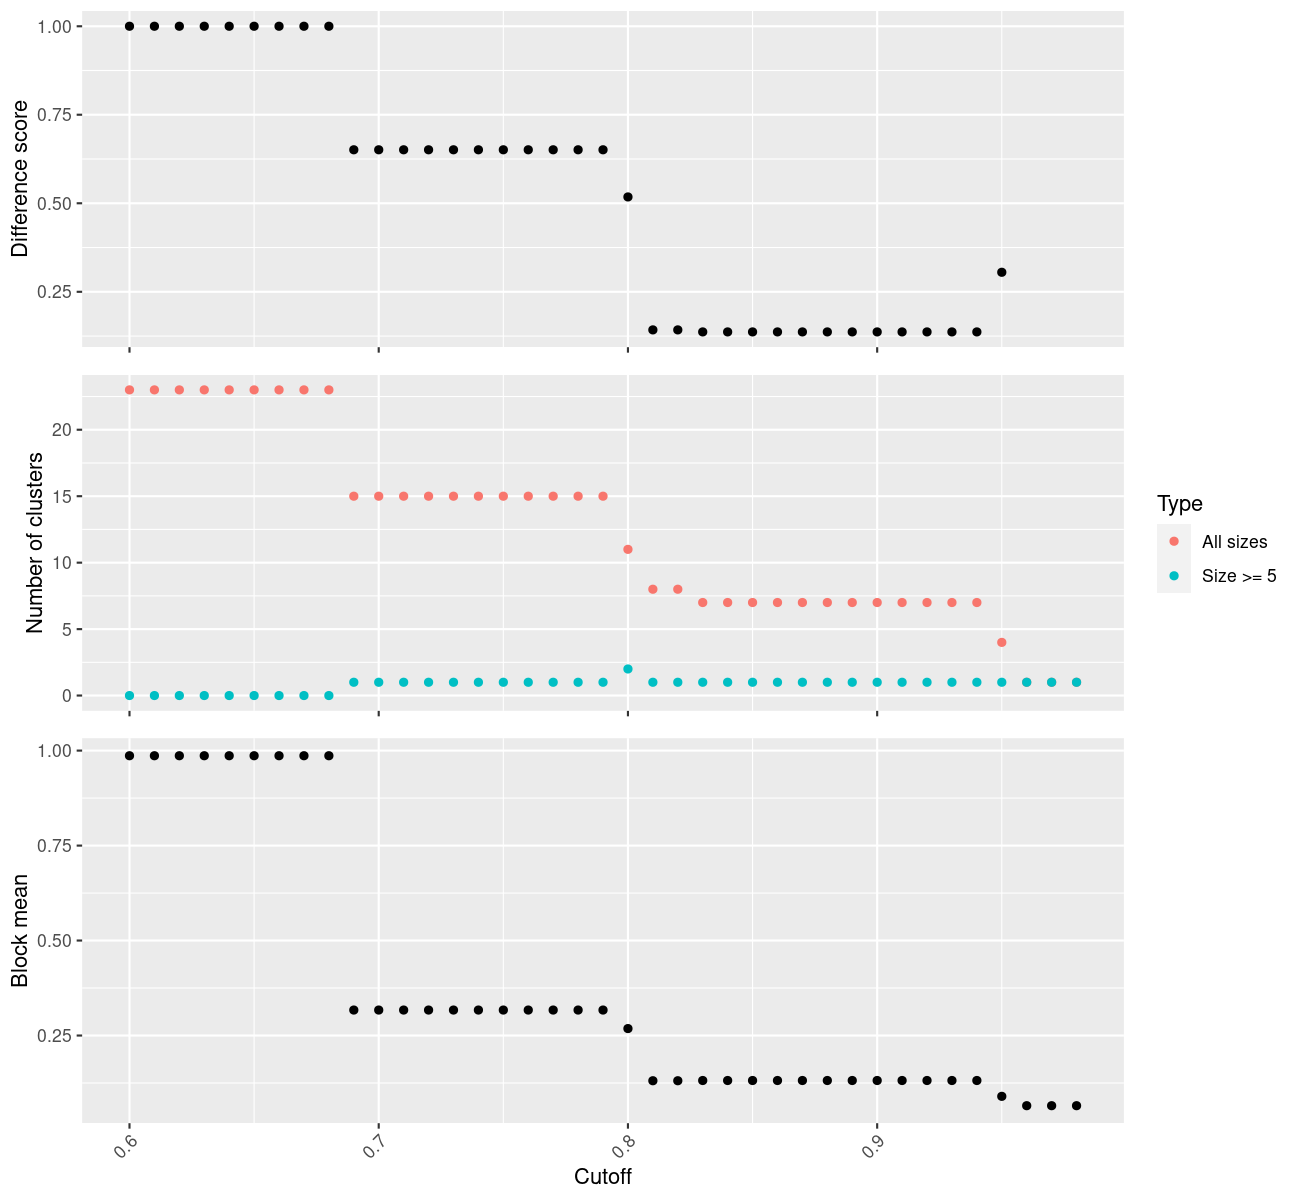 Difference score
1.00
0.75
0.50
0.25
Number of clusters
20
15
10
5
0
Type
All sizes
Size >= 5
Block mean
1.00
0.75
0.50
0.25
0.6 0.7 0.8 0.9
Cutoff